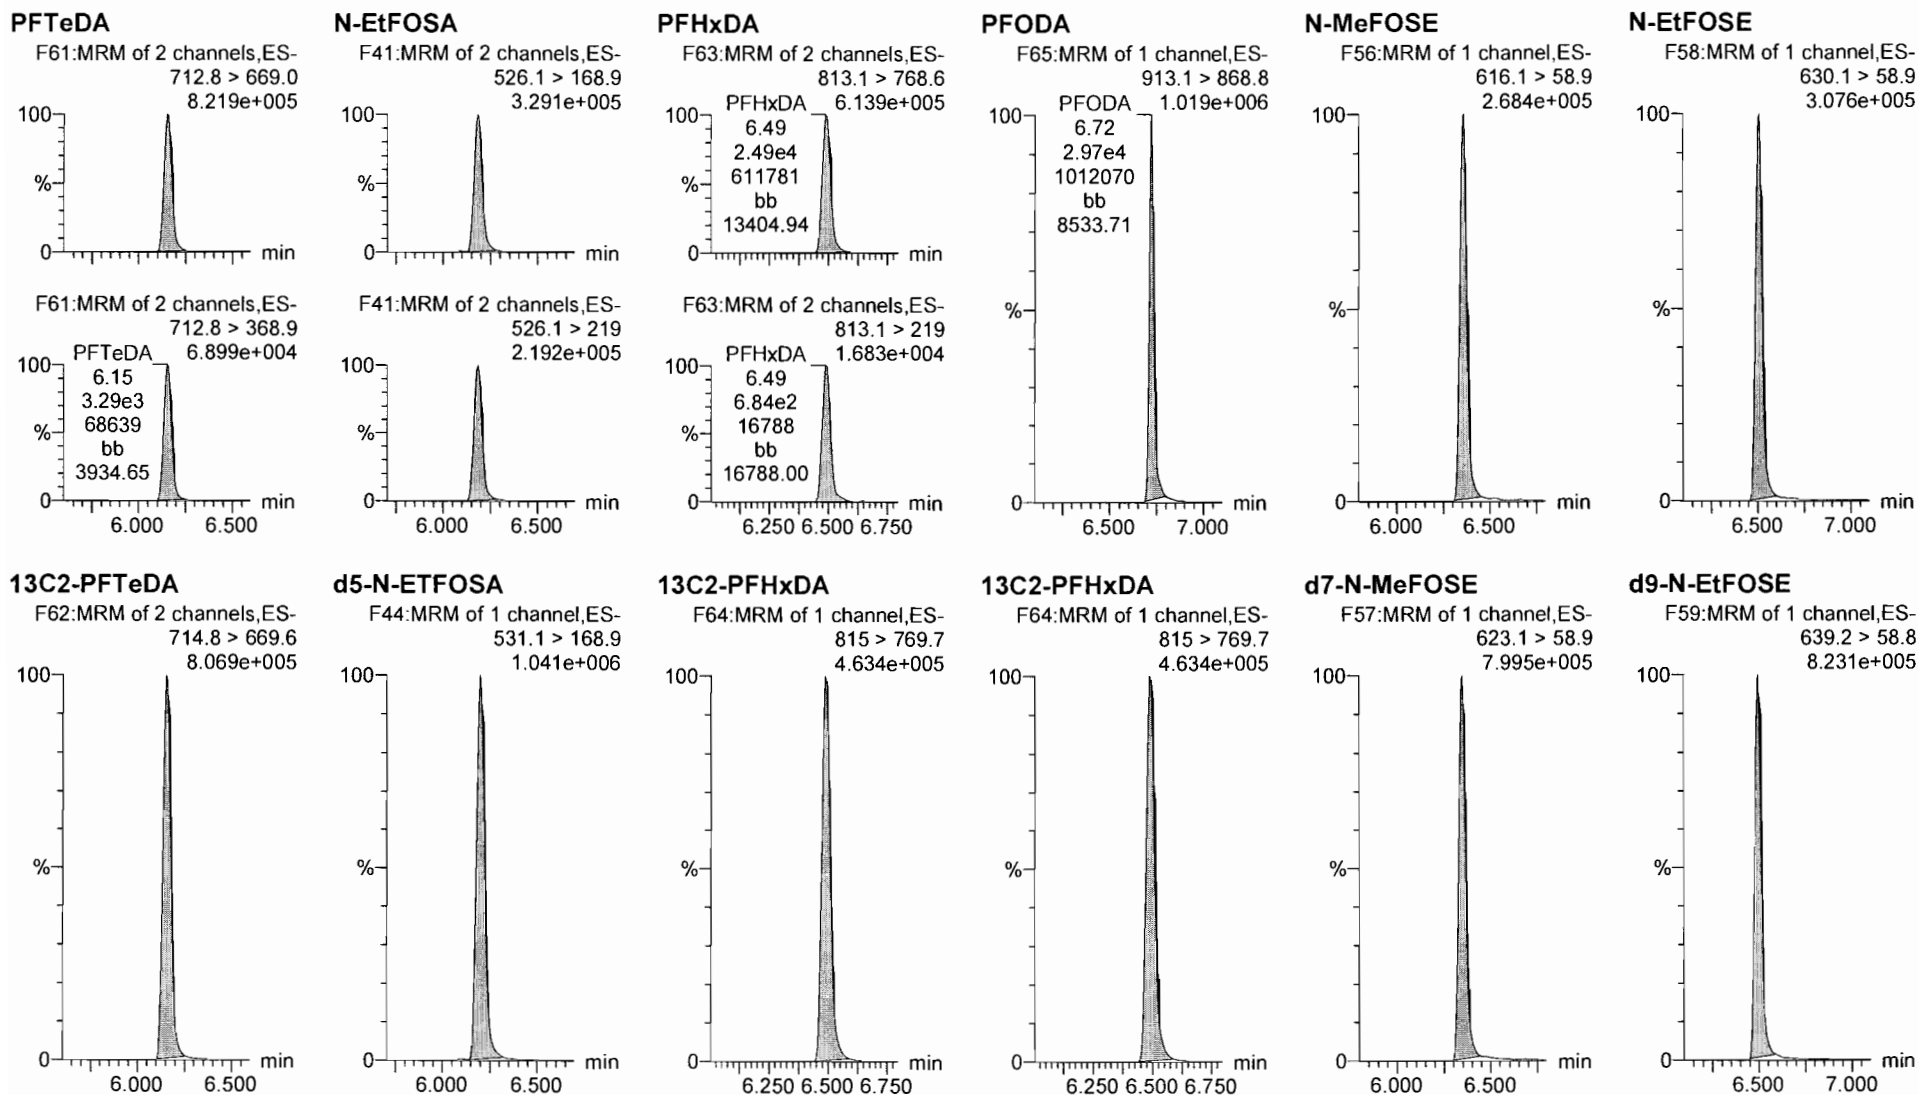 PFTeDA
F61:MRM of 2 channels,ES-
712.8 > 669.0
8.219e+005
100
%
0
min
F61:MRM of 2 channels,ES-
712.8 > 368.9
6.899e+004
PFTeDA
6.15
3.29e3
68639
bb
3934.65
100
%
0
min
6.000 6.500
N-EtFOSA
F41:MRM of 2 channels,ES-
526.1 > 168.9
3.291e+005
100
%
0
min
F41:MRM of 2 channels,ES-
526.1 > 219
2.192e+005
100
%
0
min
6.000 6.500
PFHxDA
F63:MRM of 2 channels,ES-
813.1 > 768.6
6.139e+005
PFHxDA
6.49
2.49e4
611781
bb
13404.94
100
%
0
min
F63:MRM of 2 channels,ES-
813.1 > 219
1.683e+004
PFHxDA
6.49
6.84e2
16788
bb
16788.00
100
%
0
min
6.250 6.500 6.750
PFODA
F65:MRM of 1 channel,ES-
913.1 > 868.8
1.019e+006
PFODA
6.72
2.97e4
1012070
bb
8533.71
100
%
0
min
6.500 7.000
N-MeFOSE
F56:MRM of 1 channel,ES-
616.1 > 58.9
2.684e+005
100
%
0
min
6.000 6.500
N-EtFOSE
F58:MRM of 1 channel,ES-
630.1 > 58.9
3.076e+005
100
%
0
min
6.500 7.000
13C2-PFTeDA
F62:MRM of 2 channels,ES-
714.8 > 669.6
8.069e+005
100
%
0
min
6.000 6.500
d5-N-ETFOSA
F44:MRM of 1 channel,ES-
531.1 > 168.9
1.041e+006
100
%
0
min
6.000 6.500
13C2-PFHxDA
F64:MRM of 1 channel,ES-
815 > 769.7
4.634e+005
100
%
0
min
6.250 6.500 6.750
13C2-PFHxDA
F64:MRM of 1 channel,ES-
815 > 769.7
4.634e+005
100
%
0
min
6.250 6.500 6.750
d7-N-MeFOSE
F57:MRM of 1 channel,ES-
623.1 > 58.9
7.995e+005
100
%
0
min
6.000 6.500
d9-N-EtFOSE
F59:MRM of 1 channel,ES-
639.2 > 58.8
8.231e+005
100
%
0
min
6.500 7.000